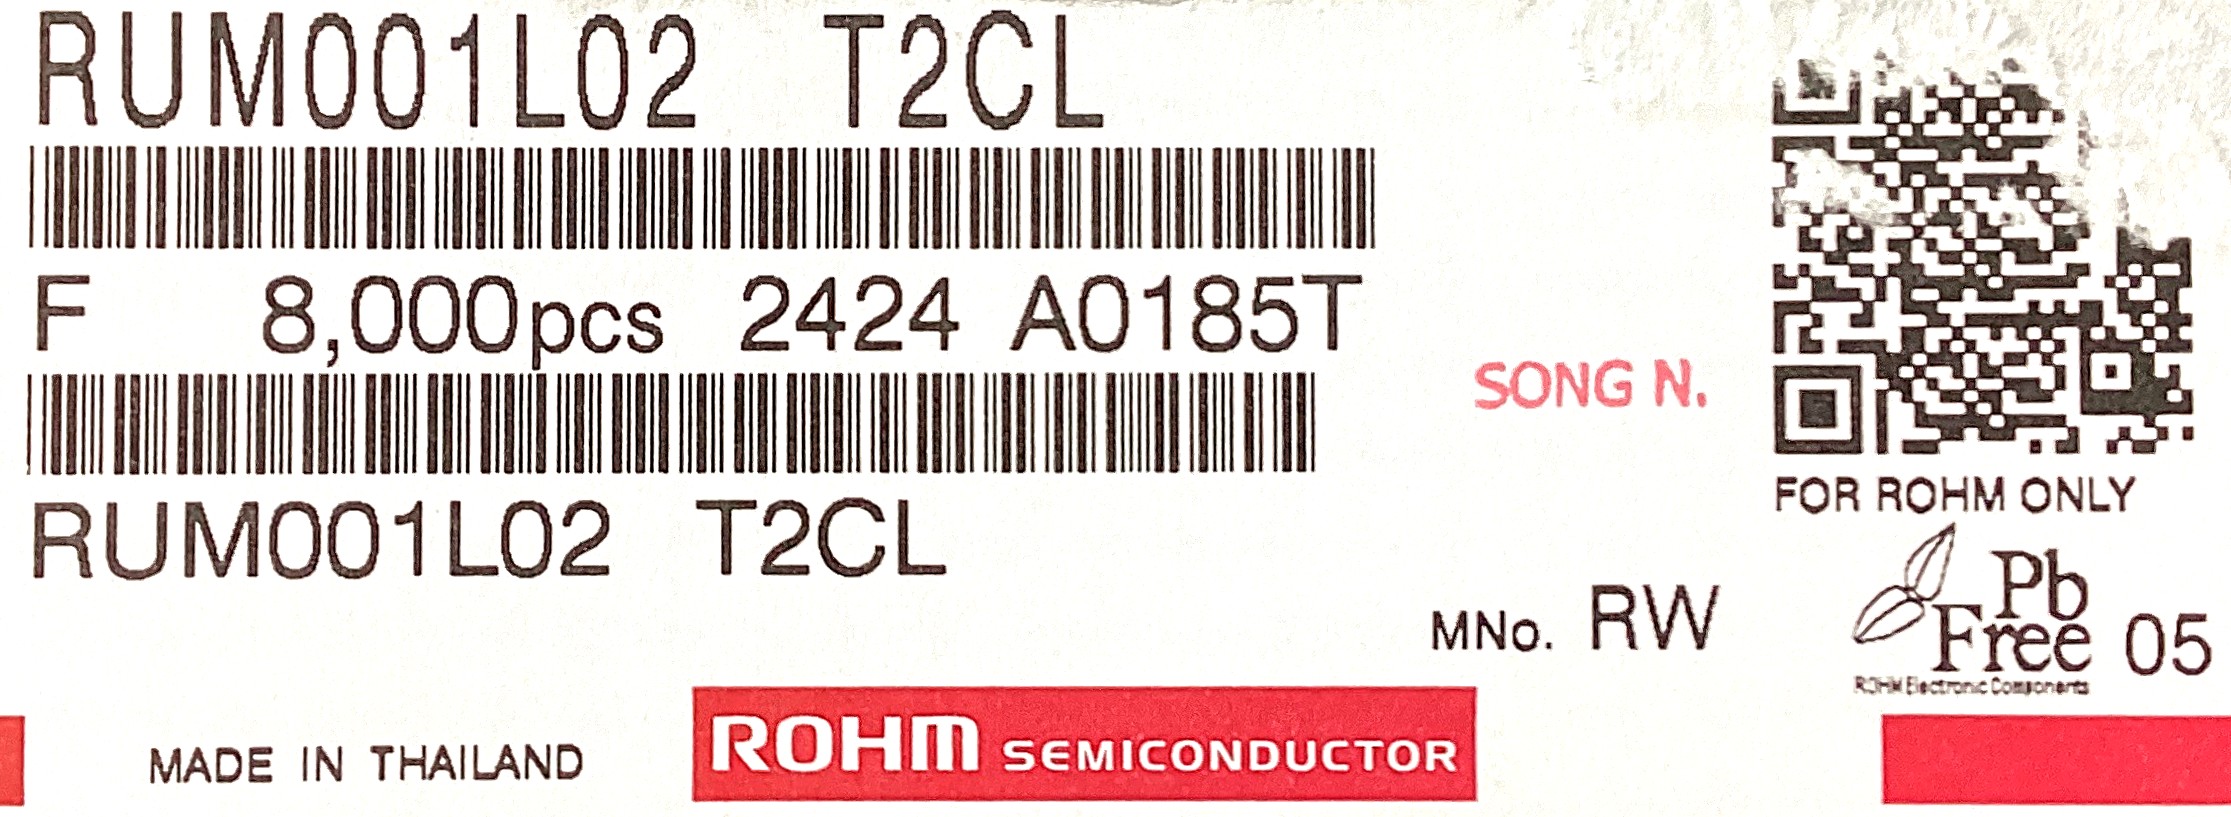 RUM001L02 T2CL
F 8,000pcs 2424 A0185T
SONG N.
FOR ROHM ONLY
RUM001L02 T2CL
MNo. RW
Pb
Free 05
ROHM Electronic Components
MADE IN THAILAND
ROHM SEMICONDUCTOR